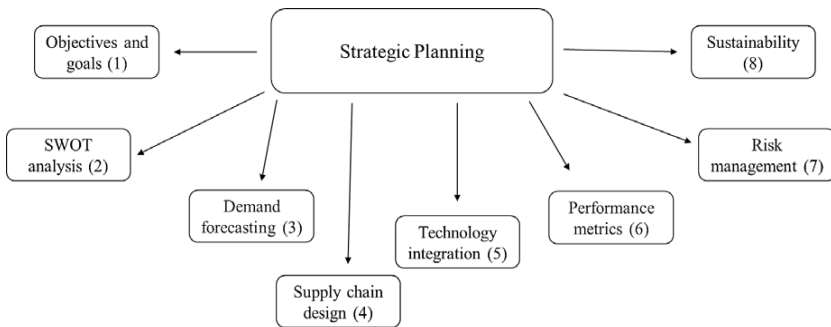 Strategic Planning
Objectives and
goals (1)
SWOT
analysis (2)
Demand
forecasting (3)
Supply chain
design (4)
Technology
integration (5)
Performance
metrics (6)
Risk
management (7)
Sustainability
(8)